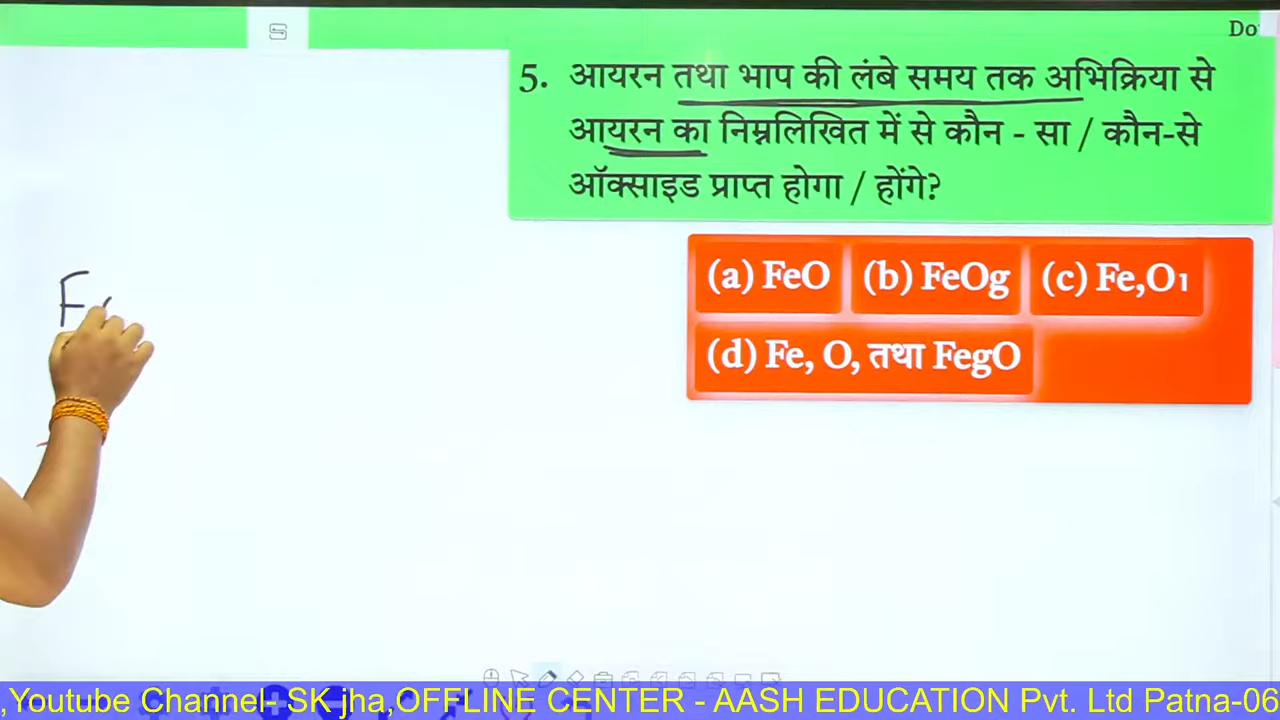 Do
5. आयरन तथा भाप की लंबे समय तक अभिक्रिया से
आयरन का निम्नलिखित में से कौन - सा / कौन-से
ऑक्साइड प्राप्त होगा / होंगे?
(a) FeO (b) FeOg (c) Fe,O1
(d) Fe, O, तथा FegO
F
,Youtube Channel- SK jha,OFFLINE CENTER - AASH EDUCATION Pvt. Ltd Patna-06